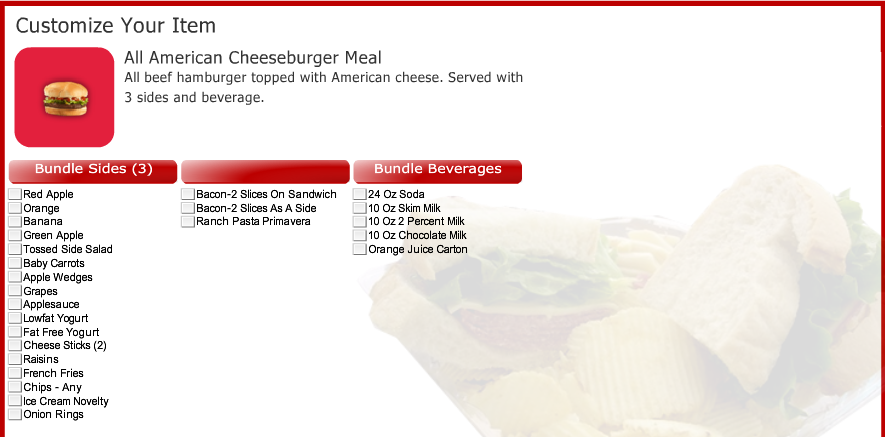 Customize Your Item
All American Cheeseburger Meal
All beef hamburger topped with American cheese. Served with
3 sides and beverage.
Bundle Sides (3)
Red Apple
Orange
Banana
Green Apple
Tossed Side Salad
Baby Carrots
Apple Wedges
Grapes
Applesauce
Lowfat Yogurt
Fat Free Yogurt
Cheese Sticks (2)
Raisins
French Fries
Chips - Any
Ice Cream Novelty
Onion Rings
Bacon-2 Slices On Sandwich
Bacon-2 Slices As A Side
Ranch Pasta Primavera
Bundle Beverages
24 Oz Soda
10 Oz Skim Milk
10 Oz 2 Percent Milk
10 Oz Chocolate Milk
Orange Juice Carton